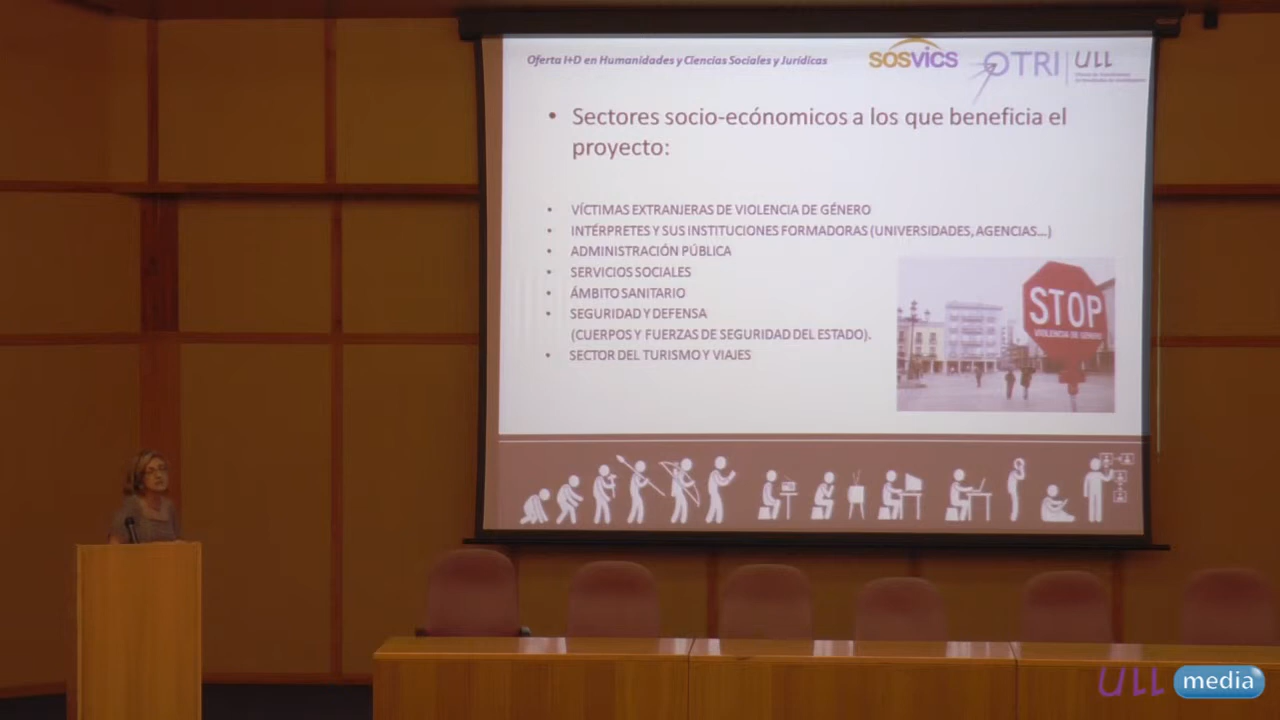 Oferta I+D en Humanidades y Ciencias Sociales y Jurídicas
SOSVICS
OTRI
ULL
• Sectores socio-ecónomicos a los que beneficia el
proyecto:
• VÍCTIMAS EXTRANJERAS DE VIOLENCIA DE GÉNERO
• INTÉRPRETES Y SUS INSTITUCIONES FORMADORAS (UNIVERSIDADES, AGENCIAS...)
• ADMINISTRACIÓN PÚBLICA
• SERVICIOS SOCIALES
• ÁMBITO SANITARIO
• SEGURIDAD Y DEFENSA
(CUERPOS Y FUERZAS DE SEGURIDAD DEL ESTADO).
• SECTOR DEL TURISMO Y VIAJES
STOP
VIOLENCIA DE GÉNERO
ULL media